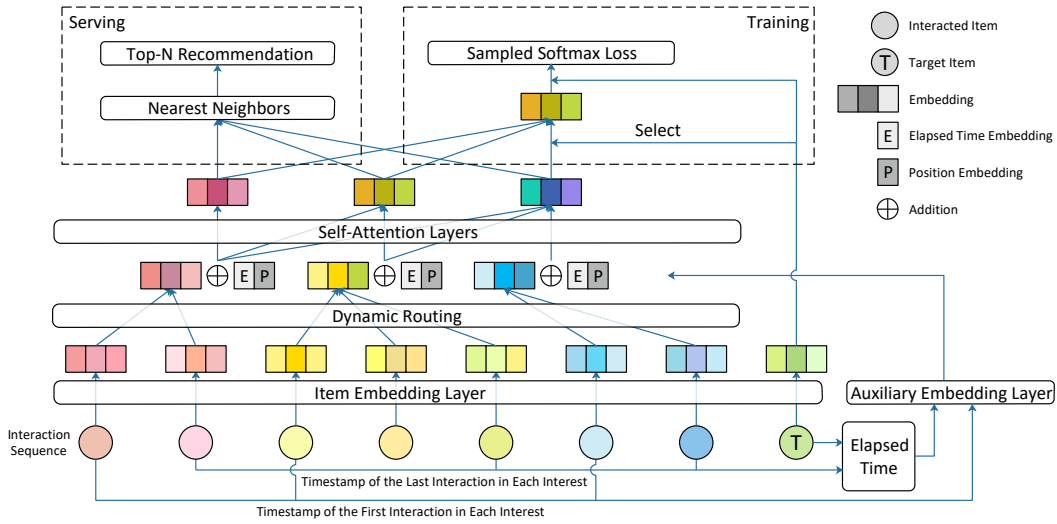 Serving
Training
Top-N Recommendation
Sampled Softmax Loss
Nearest Neighbors
Select
Interacted Item
T
Target Item
Embedding
E
Elapsed Time Embedding
P
Position Embedding
Addition
Self-Attention Layers
E P
E P
E P
Dynamic Routing
Item Embedding Layer
Auxiliary Embedding Layer
Interaction
Sequence
T
Elapsed
Time
Timestamp of the Last Interaction in Each Interest
Timestamp of the First Interaction in Each Interest